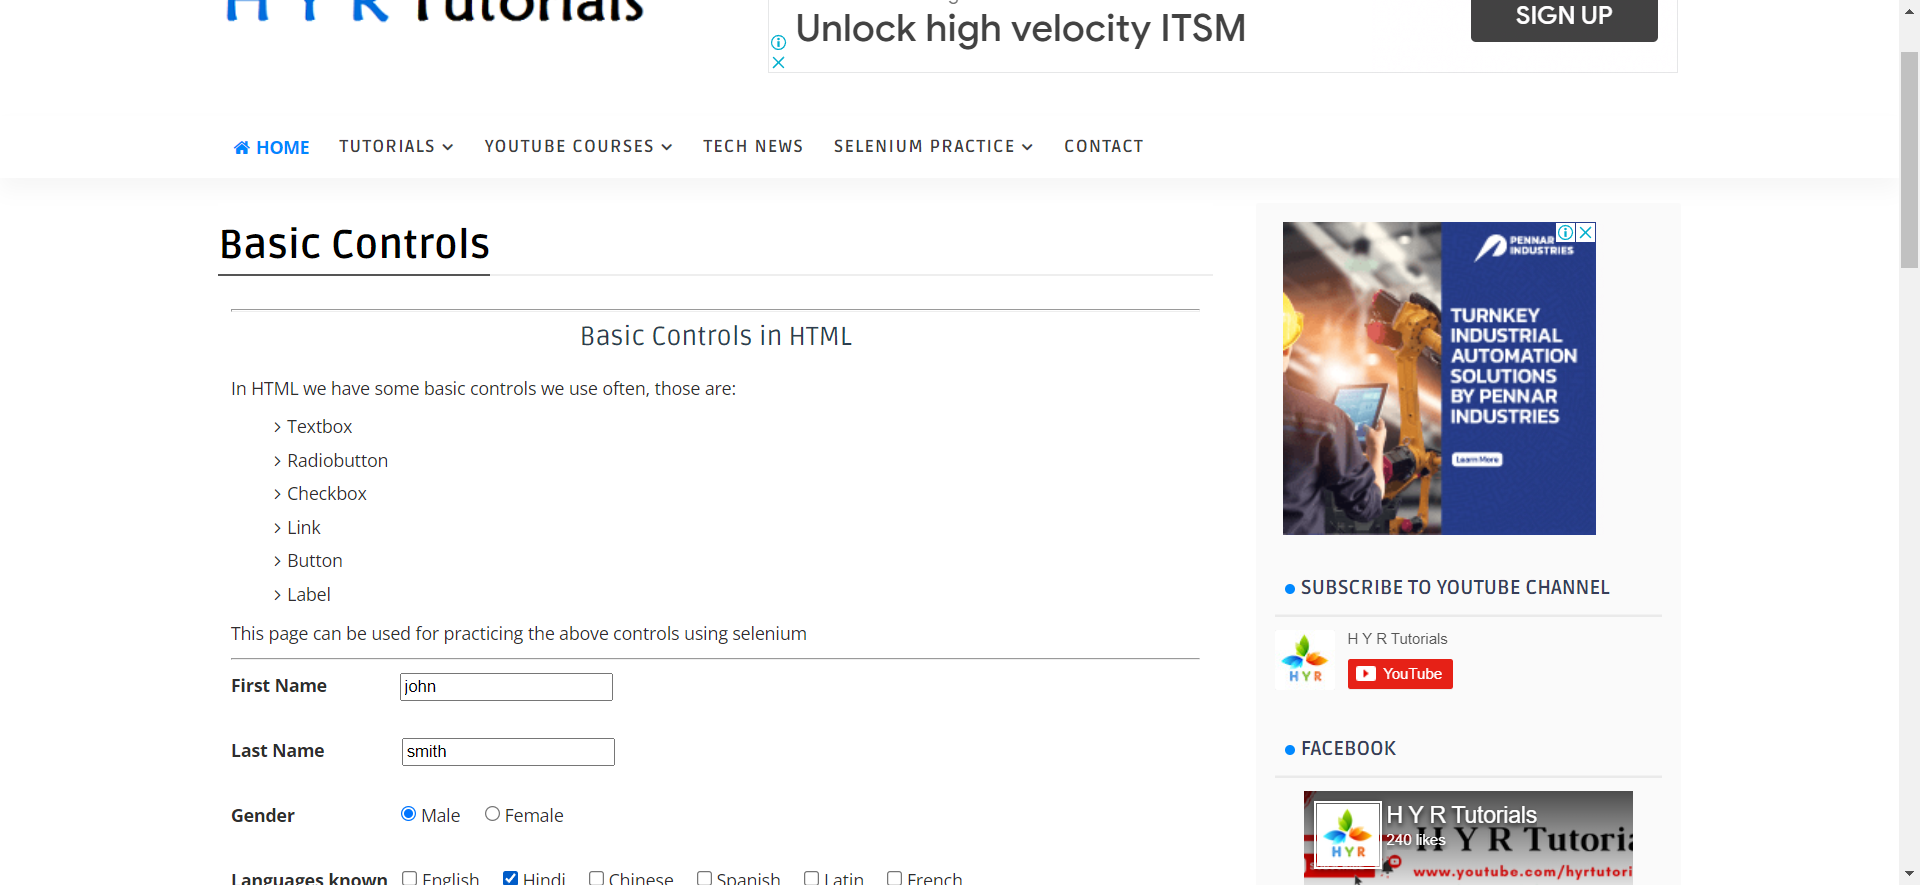 H Y R Tutorials
Unlock high velocity ITSM
SIGN UP
HOME TUTORIALS YOUTUBE COURSES TECH NEWS SELENIUM PRACTICE CONTACT
Basic Controls
Basic Controls in HTML
In HTML we have some basic controls we use often, those are:
Textbox
Radiobutton
Checkbox
Link
Button
Label
This page can be used for practicing the above controls using selenium
First Name john
Last Name smith
Gender Male Female
Languages known English Hindi Chinese Spanish Latin French
PENNAR
INDUSTRIES
TURNKEY
INDUSTRIAL
AUTOMATION
SOLUTIONS
BY PENNAR
INDUSTRIES
Learn More
SUBSCRIBE TO YOUTUBE CHANNEL
H Y R
H Y R Tutorials
YouTube
FACEBOOK
H Y R
H Y R Tutorials
240 likes
H Y R Tutoria
www.youtube.com/hyrtutori